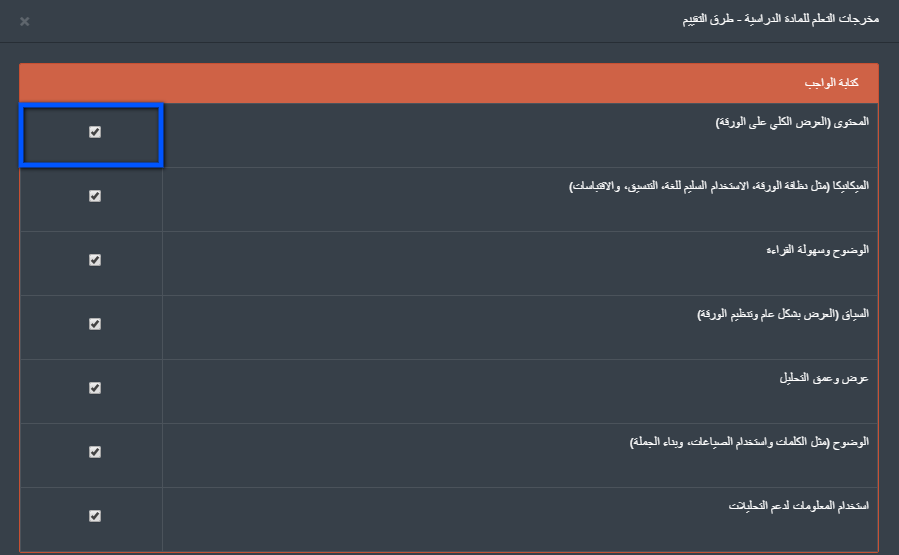 مخرجات التعلم للمادة الدراسية - طرق التقييم
×
كتابة الواجب
المحتوى (العرض الكلي على الورقة)
الميكانيكا (مثل نظافة الورقة، الاستخدام السليم للغة، التنسيق، والاقتباسات)
الوضوح وسهولة القراءة
السياق (العرض بشكل عام وتنظيم الورقة)
عرض وعمق التحليل
الوضوح (مثل الكلمات واستخدام الصياغات، وبناء الجملة)
استخدام المعلومات لدعم التحليلات